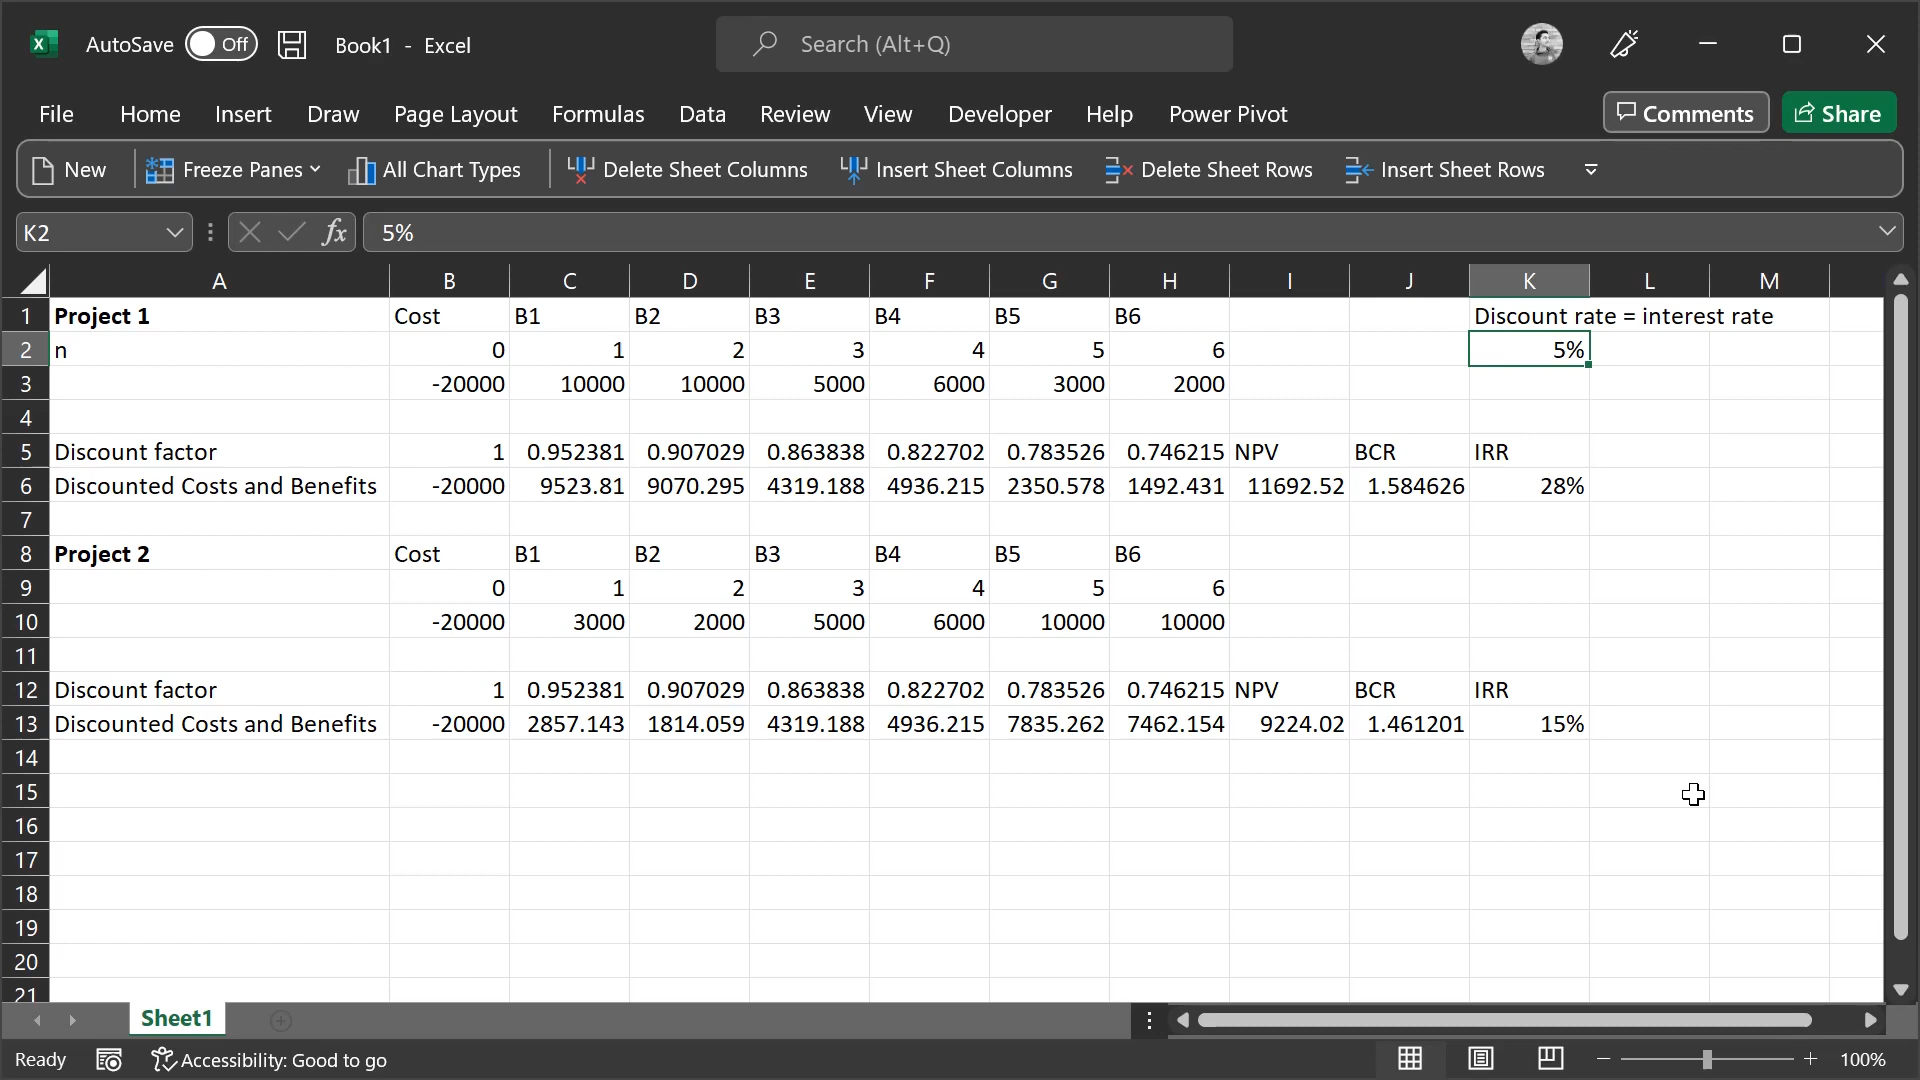 AutoSave Off Book1 - Excel Search (Alt+Q)
File Home Insert Draw Page Layout Formulas Data Review View Developer Help Power Pivot Comments Share
New Freeze Panes All Chart Types Delete Sheet Columns Insert Sheet Columns Delete Sheet Rows Insert Sheet Rows
K2 fx 5%
A B C D E F G H I J K L M
1 Project 1 Cost B1 B2 B3 B4 B5 B6 Discount rate = interest rate
2 n 0 1 2 3 4 5 6 5%
3 -20000 10000 10000 5000 6000 3000 2000
4
5 Discount factor 1 0.952381 0.907029 0.863838 0.822702 0.783526 0.746215 NPV BCR IRR
6 Discounted Costs and Benefits -20000 9523.81 9070.295 4319.188 4936.215 2350.578 1492.431 11692.52 1.584626 28%
7
8 Project 2 Cost B1 B2 B3 B4 B5 B6
9 0 1 2 3 4 5 6
10 -20000 3000 2000 5000 6000 10000 10000
11
12 Discount factor 1 0.952381 0.907029 0.863838 0.822702 0.783526 0.746215 NPV BCR IRR
13 Discounted Costs and Benefits -20000 2857.143 1814.059 4319.188 4936.215 7835.262 7462.154 9224.02 1.461201 15%
14
15
16
17
18
19
20
21
Sheet1
Ready Accessibility: Good to go 100%